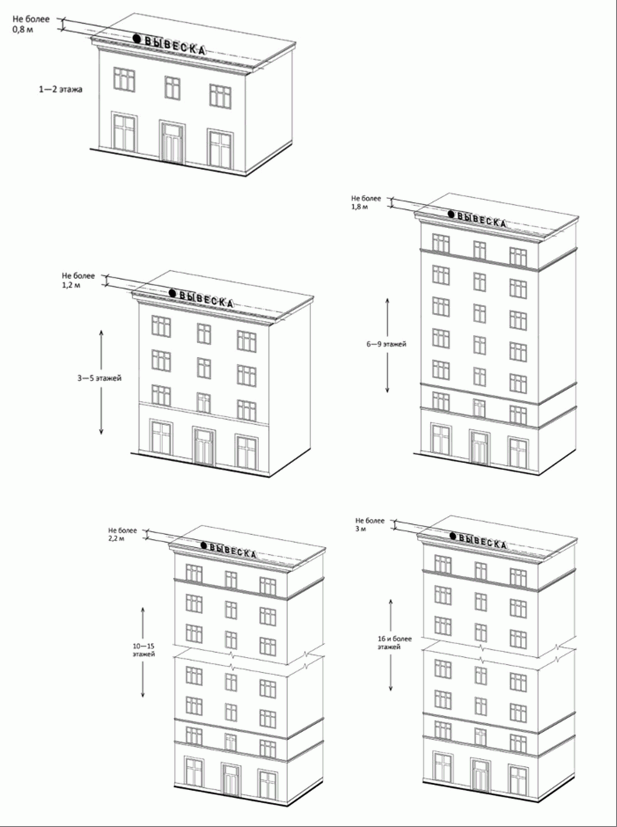 Не более
0,8 м
ВЫВЕСКА
1—2 этажа
Не более
1,8 м
ВЫВЕСКА
6—9 этажей
Не более
1,2 м
ВЫВЕСКА
3—5 этажей
Не более
2,2 м
ВЫВЕСКА
10—15
этажей
Не более
3 м
ВЫВЕСКА
16 и более
этажей